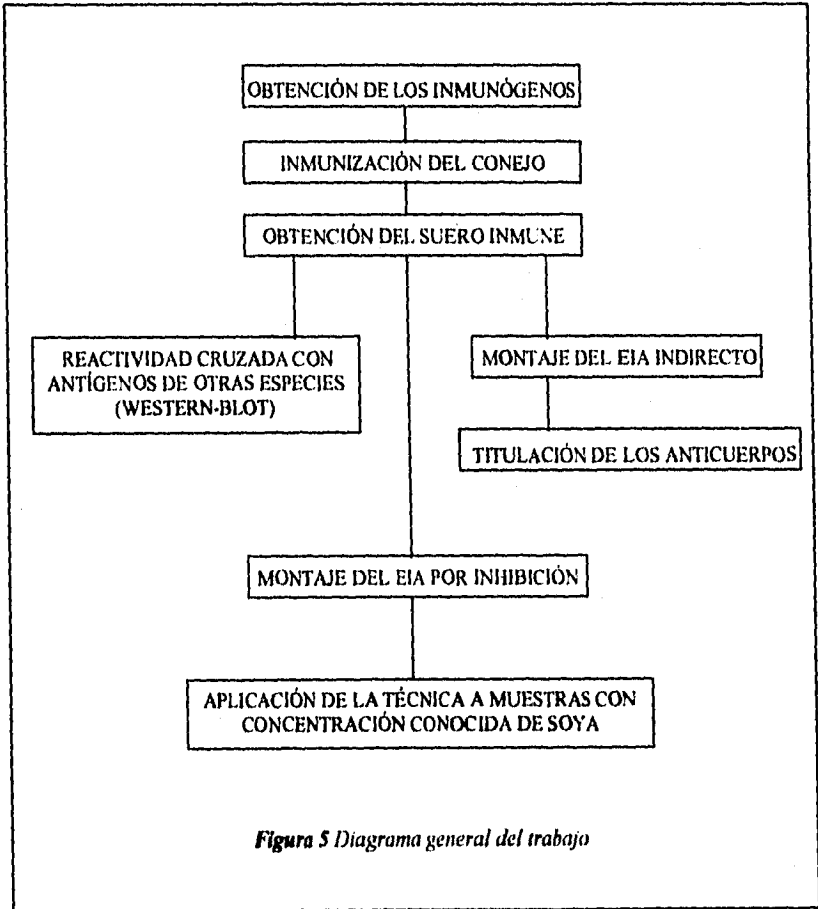 OBTENCIÓN DE LOS INMUNÓGENOS
INMUNIZACIÓN DEL CONEJO
OBTENCIÓN DEL SUERO INMUNE
REACTIVIDAD CRUZADA CON
ANTÍGENOS DE OTRAS ESPECIES
(WESTERN-BLOT)
MONTAJE DEL EIA INDIRECTO
TITULACIÓN DE LOS ANTICUERPOS
MONTAJE DEL EIA POR INHIBICIÓN
APLICACIÓN DE LA TÉCNICA A MUESTRAS CON
CONCENTRACIÓN CONOCIDA DE SOYA
Figura 5 Diagrama general del trabajo